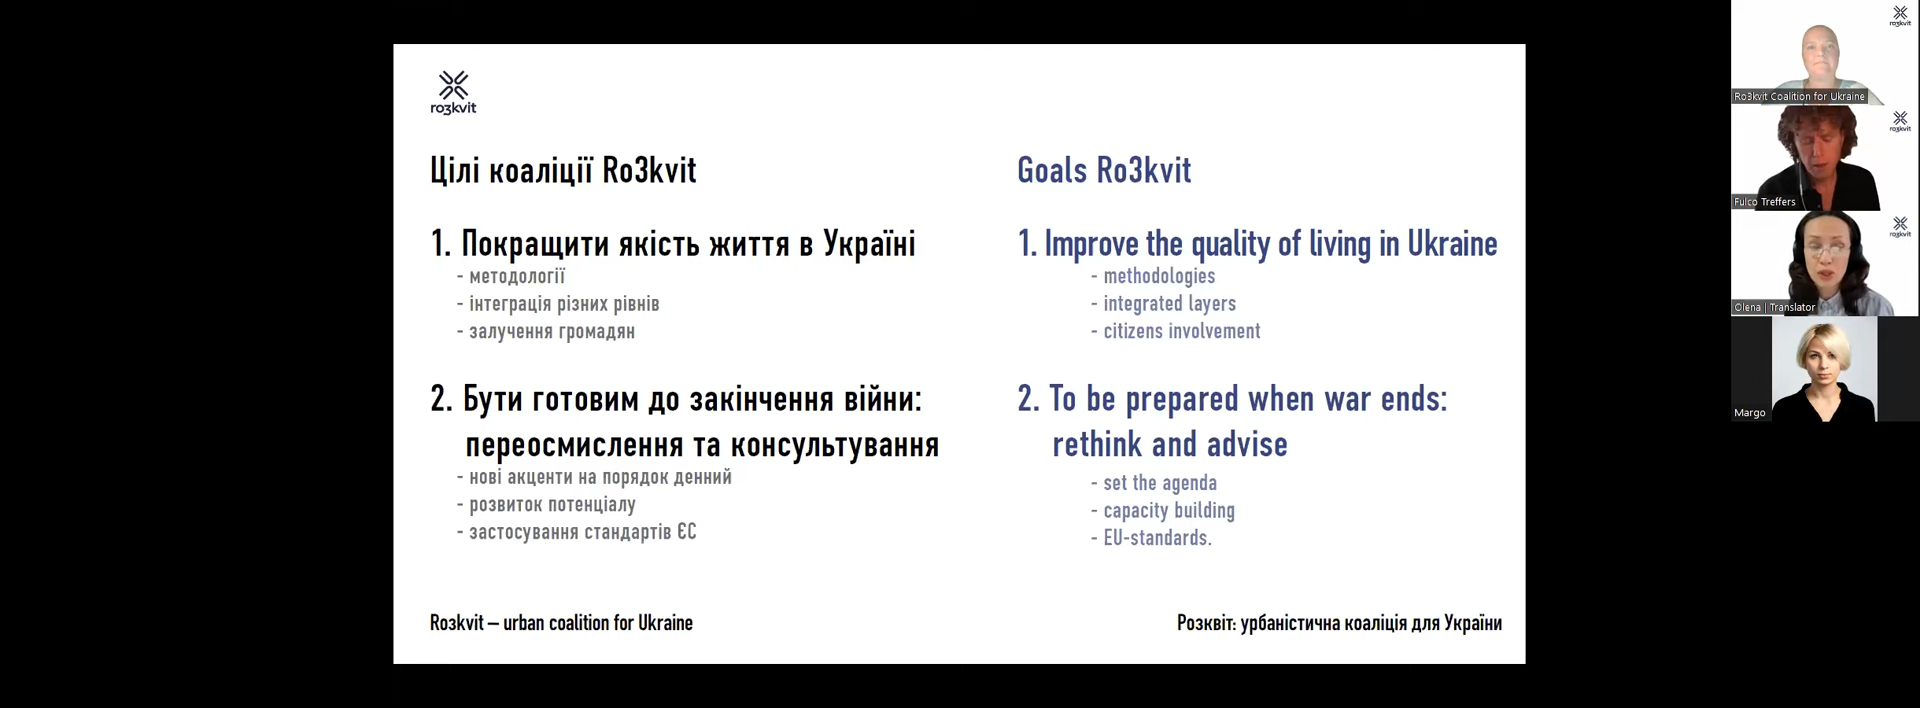 ro3kvit
Цілі коаліції Ro3kvit
1. Покращити якість життя в Україні
- методології
- інтеграція різних рівнів
- залучення громадян
2. Бути готовим до закінчення війни:
переосмислення та консультування
- нові акценти на порядок денний
- розвиток потенціалу
- застосування стандартів ЄС
Goals Ro3kvit
1. Improve the quality of living in Ukraine
- methodologies
- integrated layers
- citizens involvement
2. To be prepared when war ends:
rethink and advise
- set the agenda
- capacity building
- EU-standards.
Ro3kvit – urban coalition for Ukraine
Розквіт: урбаністична коаліція для України
ro3kvit
Ro3kvit Coalition for Ukraine
ro3kvit
Fulco Treffers
ro3kvit
Olena | Translator
Margo